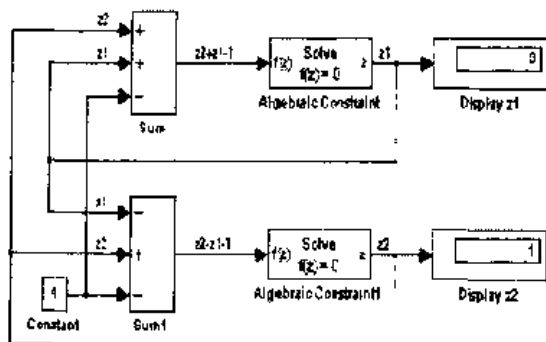 z2
z1
+
+
−
Sum
z2+z1-1
f(z)
Solve
f(z) = 0
z
Algebraic Constraint
z1
0
Display z1
z1
z2
−
+
−
1
Constant
Sum1
z2-z1-1
f(z)
Solve
f(z) = 0
z
Algebraic Constraint1
z2
1
Display z2